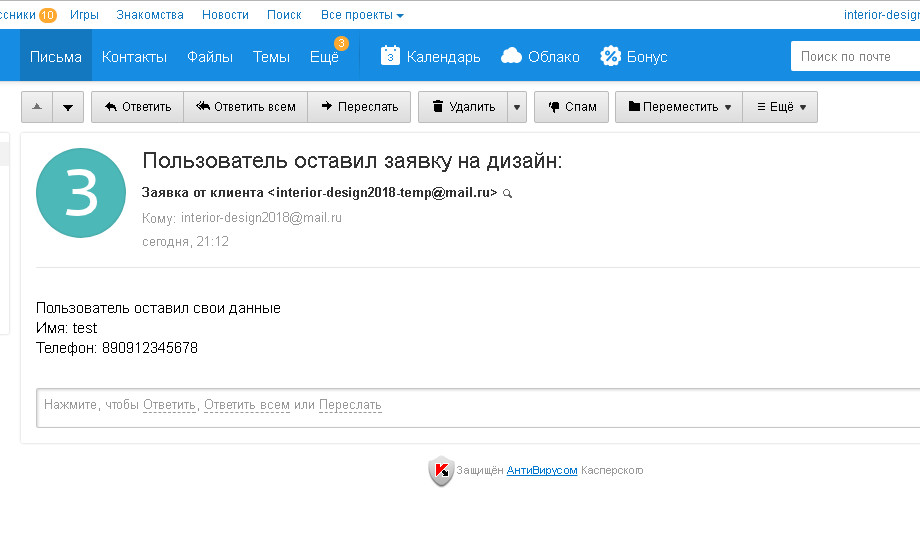 ссники 10 Игры Знакомства Новости Поиск Все проекты interior-desig
Письма Контакты Файлы Темы Ещё 3 3 Календарь Облако Бонус Поиск по почте
Ответить Ответить всем Переслать Удалить Спам Переместить Ещё
З
Пользователь оставил заявку на дизайн:
Заявка от клиента <interior-design2018-temp@mail.ru>
Кому: interior-design2018@mail.ru
сегодня, 21:12
Пользователь оставил свои данные
Имя: test
Телефон: 890912345678
Нажмите, чтобы Ответить, Ответить всем или Переслать
Защищён АнтиВирусом Касперского